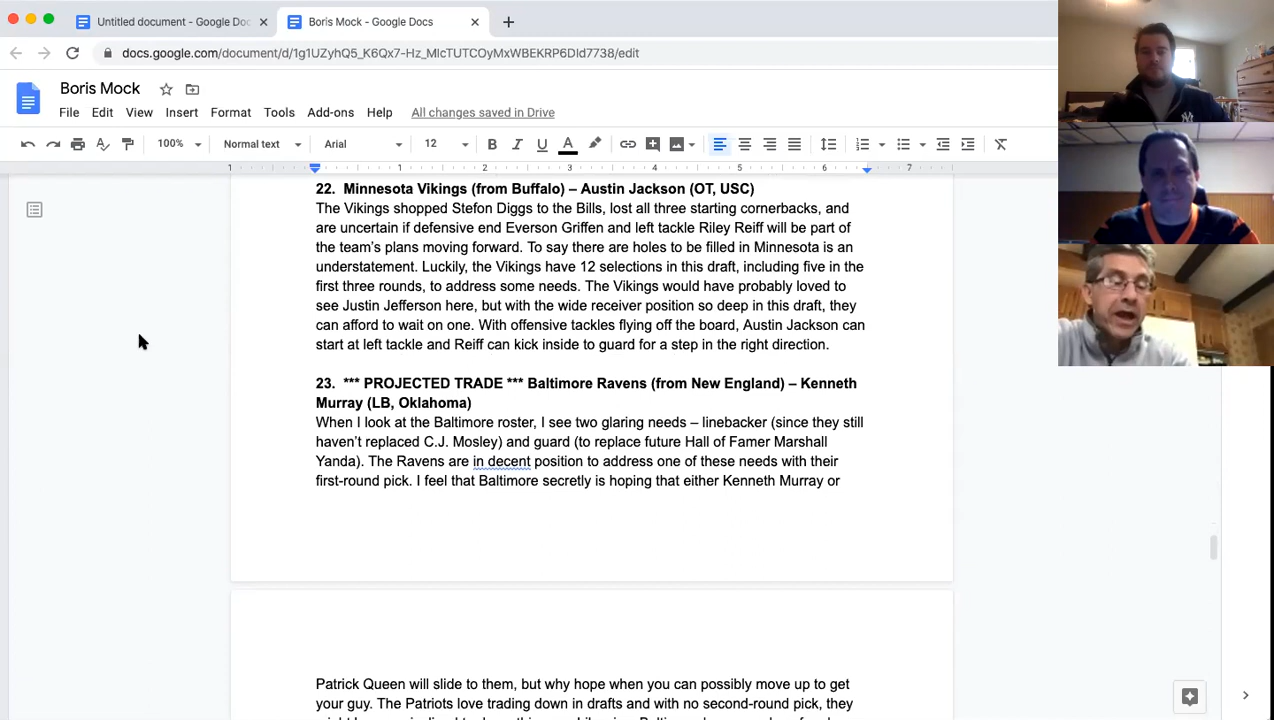 Untitled document - Google Doc
Boris Mock - Google Docs
docs.google.com/document/d/1g1UZyhQ5_K6Qx7-Hz_MlcTUTCOyMxWBEKRP6DId7738/edit
Boris Mock
File Edit View Insert Format Tools Add-ons Help All changes saved in Drive
100% Normal text Arial 12 B I U A
1 1 2 3 4 5 6 7
22. Minnesota Vikings (from Buffalo) – Austin Jackson (OT, USC)
The Vikings shopped Stefon Diggs to the Bills, lost all three starting cornerbacks, and
are uncertain if defensive end Everson Griffen and left tackle Riley Reiff will be part of
the team's plans moving forward. To say there are holes to be filled in Minnesota is an
understatement. Luckily, the Vikings have 12 selections in this draft, including five in the
first three rounds, to address some needs. The Vikings would have probably loved to
see Justin Jefferson here, but with the wide receiver position so deep in this draft, they
can afford to wait on one. With offensive tackles flying off the board, Austin Jackson can
start at left tackle and Reiff can kick inside to guard for a step in the right direction.
23. *** PROJECTED TRADE *** Baltimore Ravens (from New England) – Kenneth
Murray (LB, Oklahoma)
When I look at the Baltimore roster, I see two glaring needs – linebacker (since they still
haven't replaced C.J. Mosley) and guard (to replace future Hall of Famer Marshall
Yanda). The Ravens are in decent position to address one of these needs with their
first-round pick. I feel that Baltimore secretly is hoping that either Kenneth Murray or
Patrick Queen will slide to them, but why hope when you can possibly move up to get
your guy. The Patriots love trading down in drafts and with no second-round pick, they